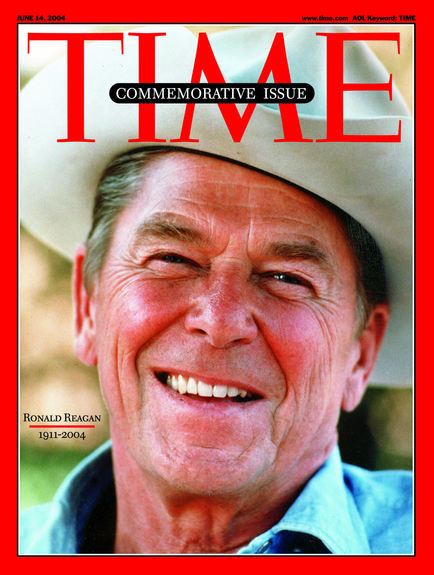 JUNE 14, 2004
www.time.com AOL Keyword: TIME
TIME
COMMEMORATIVE ISSUE
RONALD REAGAN
1911-2004